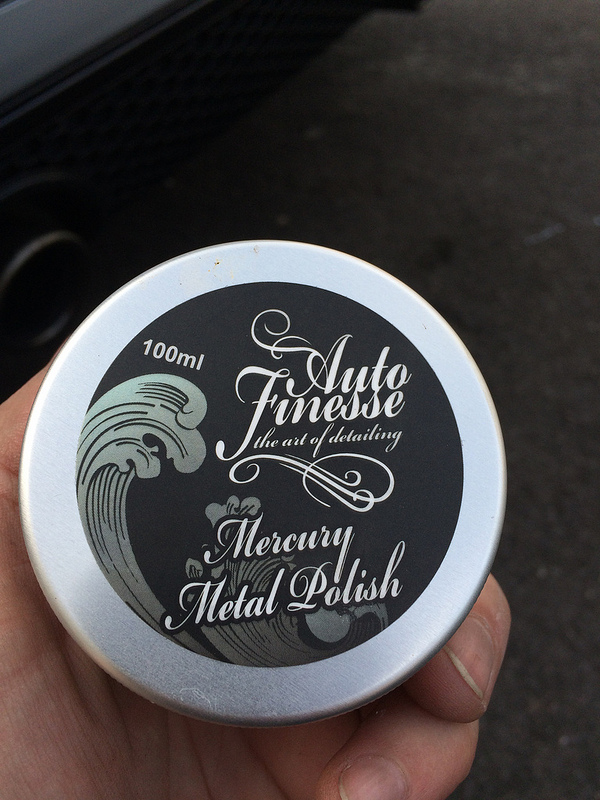 100ml
Auto
Finesse
the art of detailing
Mercury
Metal Polish